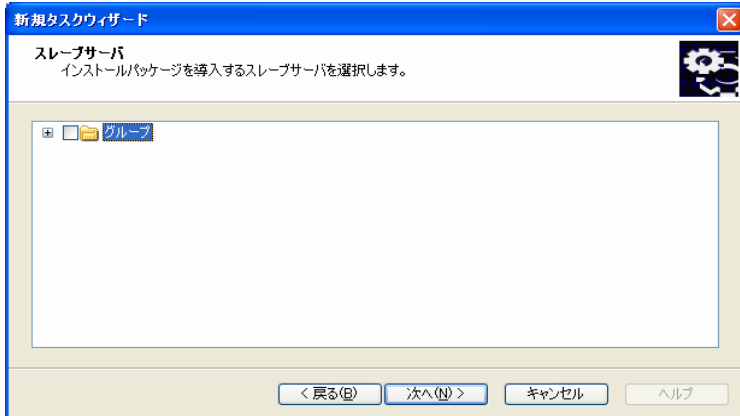 新規タスクウィザード
スレーブサーバ
インストールパッケージを導入するスレーブサーバを選択します。
グループ
< 戻る(B)
次へ(N) >
キャンセル
ヘルプ